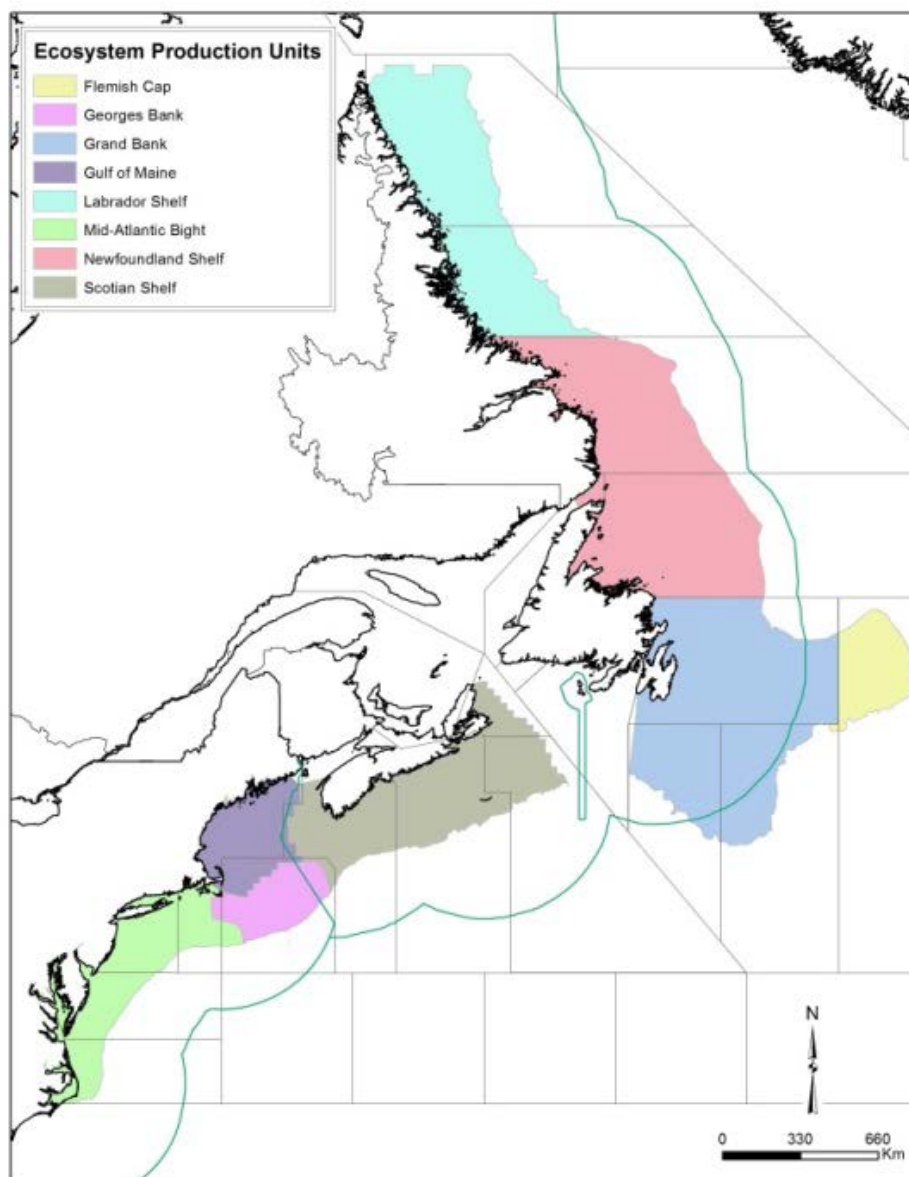 Ecosystem Production Units
Flemish Cap
Georges Bank
Grand Bank
Gulf of Maine
Labrador Shelf
Mid-Atlantic Bight
Newfoundland Shelf
Scotian Shelf
N
0 330 660
Km